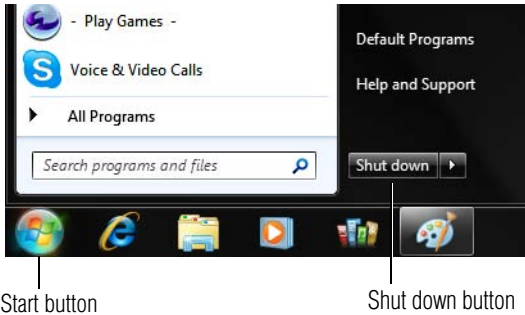 - Play Games -
Default Programs
Voice & Video Calls
Help and Support
All Programs
Search programs and files
Shut down
Start button
Shut down button